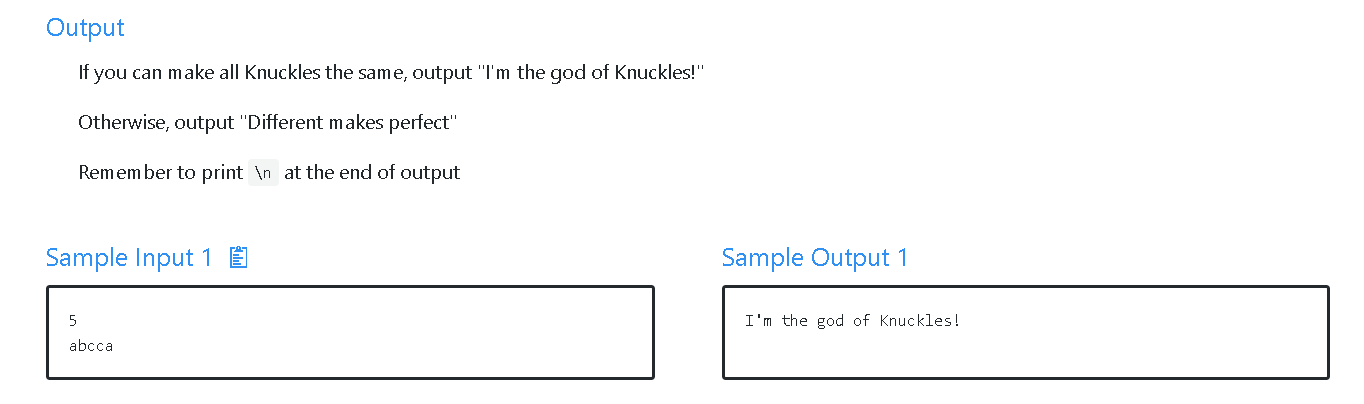 Output
If you can make all Knuckles the same, output "I'm the god of Knuckles!"
Otherwise, output "Different makes perfect"
Remember to print \n at the end of output
Sample Input 1
Sample Output 1
5
abcca
I'm the god of Knuckles!